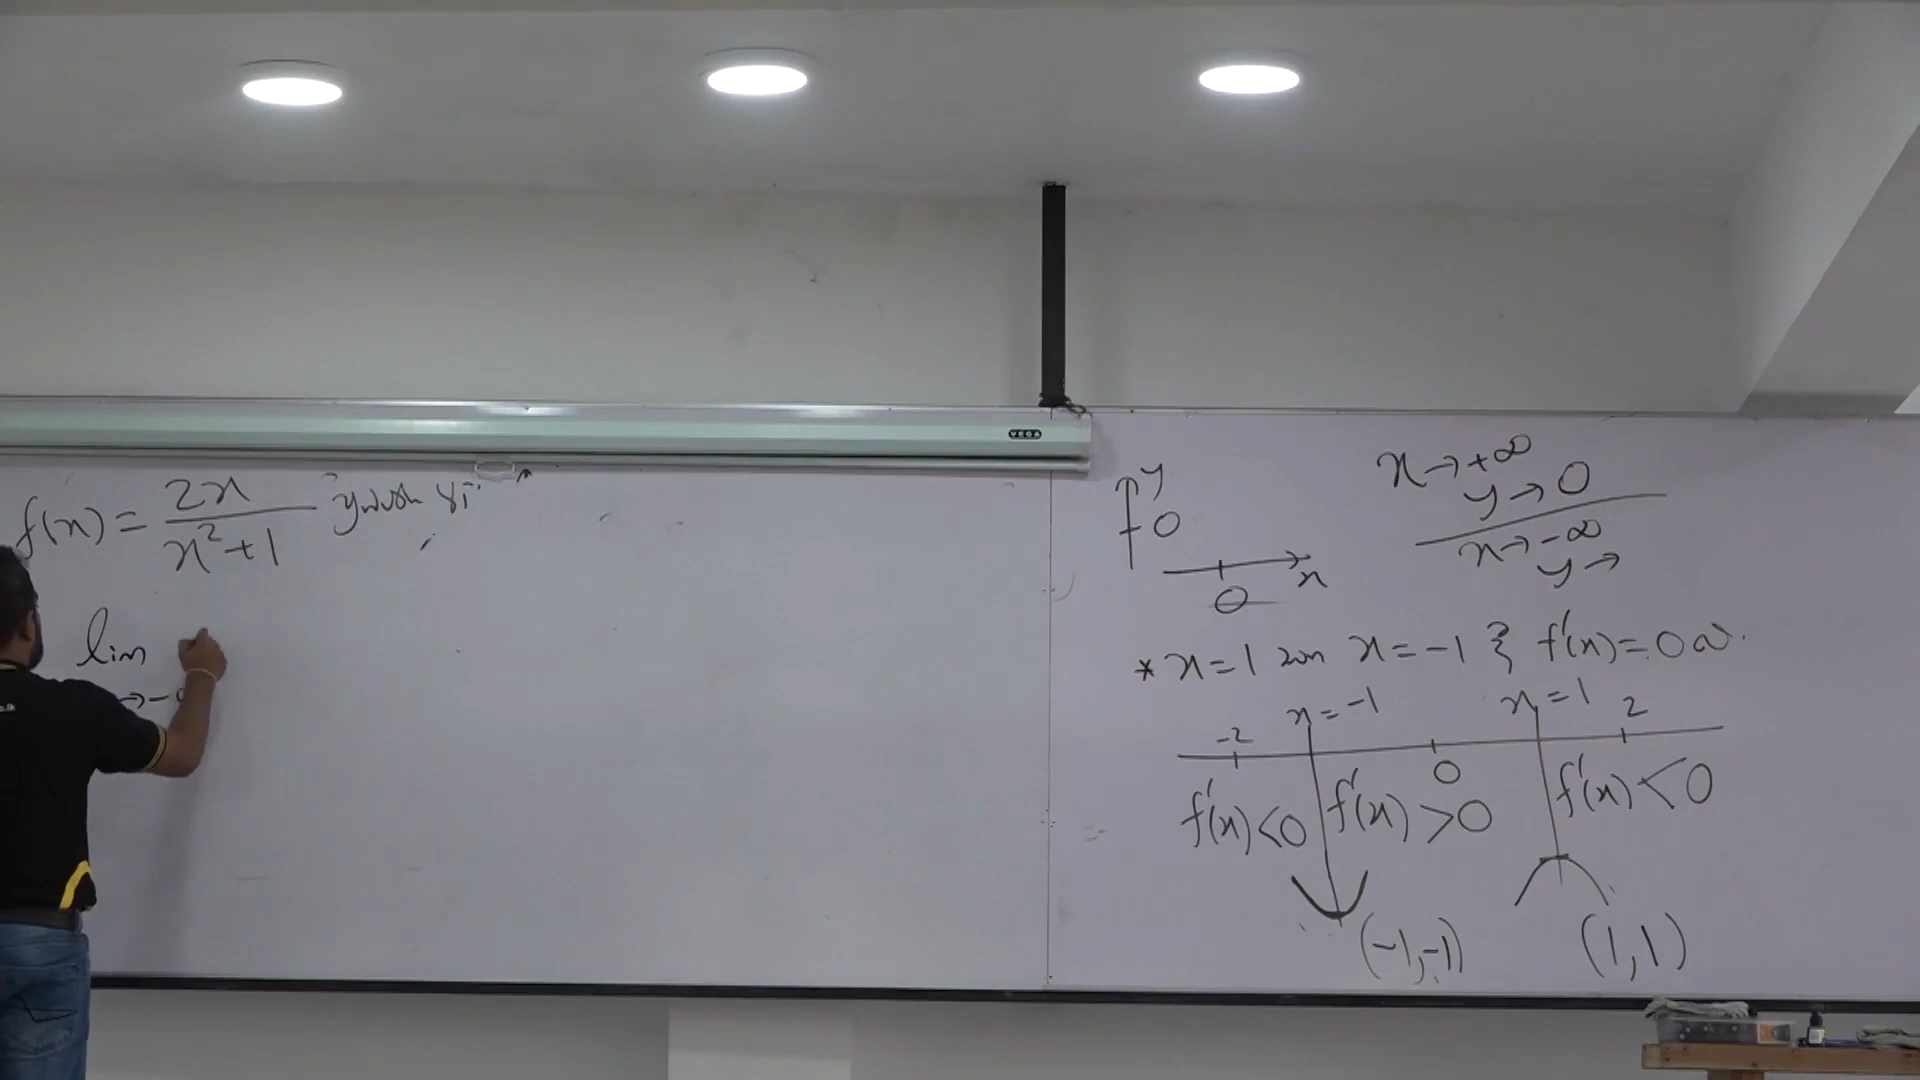 VEGA
f(x) = 2x / x² + 1
lim
→ -
y
0
x
0
x → +∞
y → 0
x → -∞
y →
* x = 1 x = -1 f'(x) = 0
x = -1 x = 1
-2 0 2
f'(x) < 0 f'(x) > 0 f'(x) < 0
(-1, -1) (1, 1)